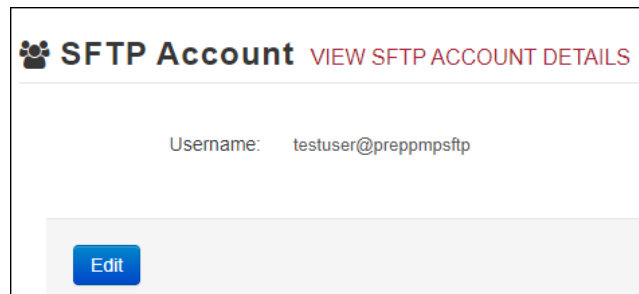 SFTP Account VIEW SFTP ACCOUNT DETAILS
Username: testuser@preppmpsftp
Edit